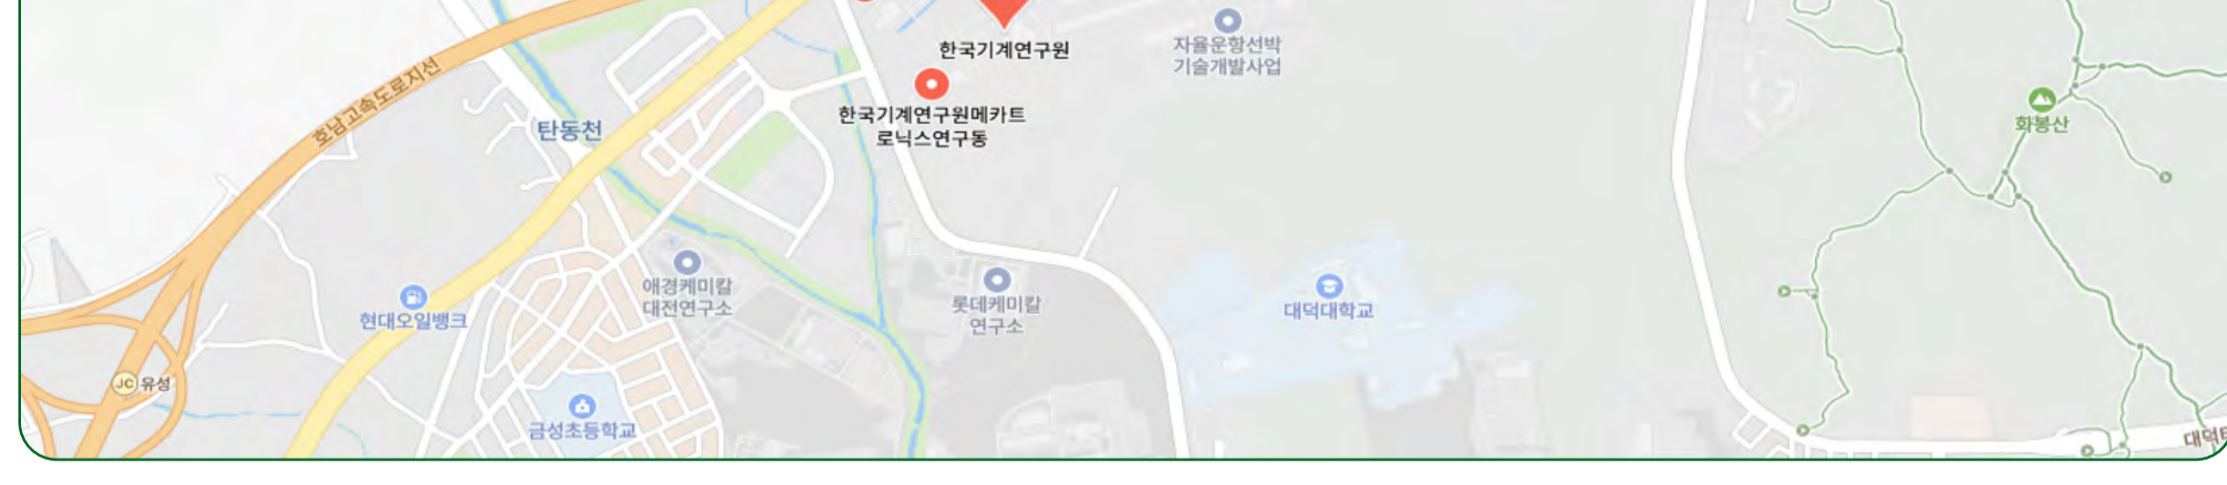 한국기계연구원
자율운항선박
기술개발사업
호남고속도로지선
탄동천
한국기계연구원메카트
로닉스연구동
화봉산
애경케미칼
대전연구소
롯데케미칼
연구소
대덕대학교
현대오일뱅크
JC 유성
금성초등학교
대덕